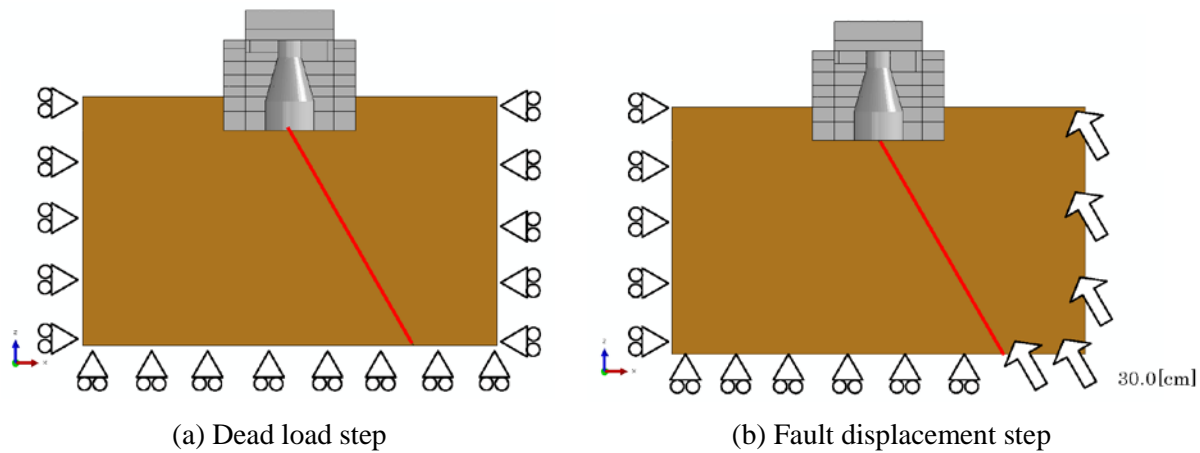 z
x
z
x
30.0[cm]
(a) Dead load step
(b) Fault displacement step